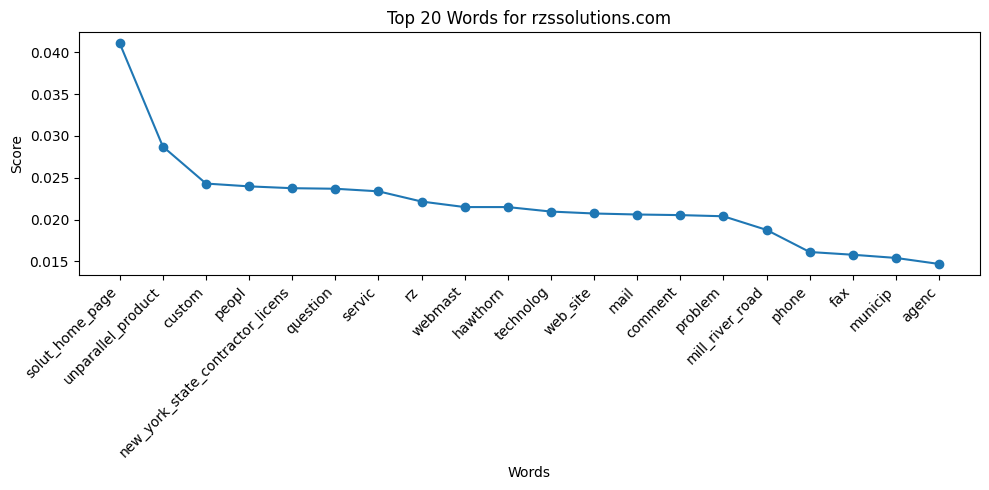 Top 20 Words for rzssolutions.com
Score
0.040
0.035
0.030
0.025
0.020
0.015
solut_home_page
unparallel_product
custom
peopl
new_york_state_contractor_licens
question
servic
rz
webmast
hawthorn
technolog
web_site
mail
comment
problem
mill_river_road
phone
fax
municip
agenc
Words